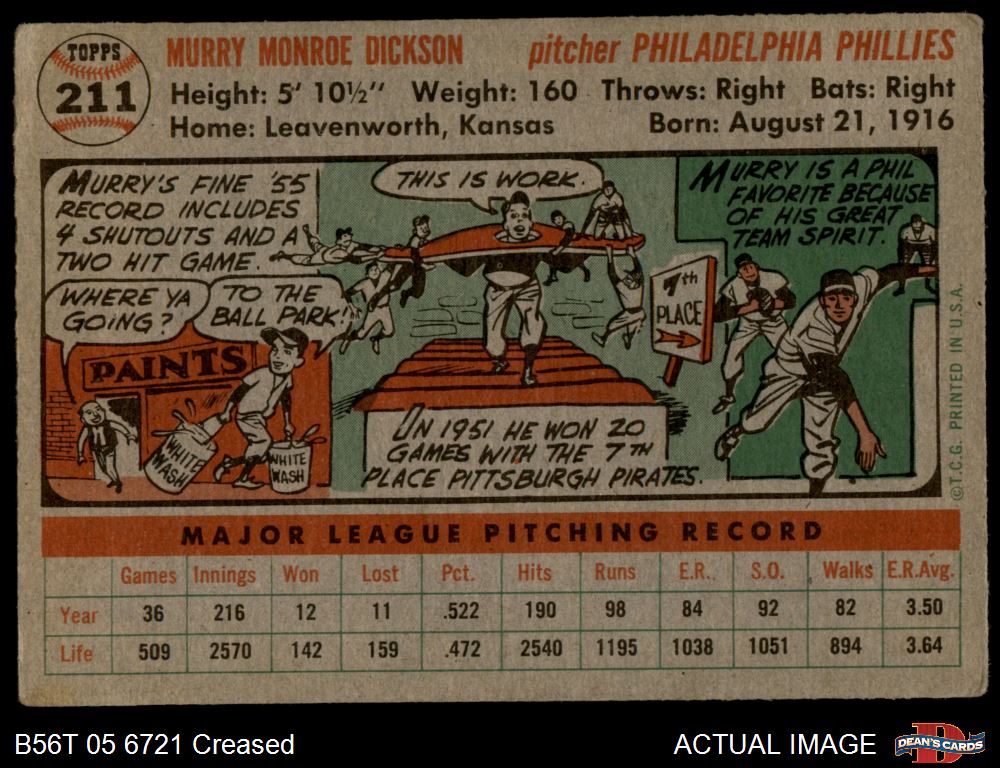 TOPPS
211
MURRY MONROE DICKSON pitcher PHILADELPHIA PHILLIES
Height: 5' 10½" Weight: 160 Throws: Right Bats: Right
Home: Leavenworth, Kansas Born: August 21, 1916
MURRY'S FINE '55
RECORD INCLUDES
4 SHUTOUTS AND A
TWO HIT GAME.
WHERE YA
GOING?
TO THE
BALL PARK!
PAINTS
WHITE
WASH
WHITE
WASH
THIS IS WORK.
7th
PLACE
IN 1951 HE WON 20
GAMES WITH THE 7TH
PLACE PITTSBURGH PIRATES.
MURRY IS A PHIL
FAVORITE BECAUSE
OF HIS GREAT
TEAM SPIRIT.
©T.C.G. PRINTED IN U.S.A.
MAJOR LEAGUE PITCHING RECORD
Games Innings Won Lost Pct. Hits Runs E.R. S.O. Walks E.R.Avg.
Year 36 216 12 11 .522 190 98 84 92 82 3.50
Life 509 2570 142 159 .472 2540 1195 1038 1051 894 3.64
B56T 05 6721 Creased ACTUAL IMAGE
D
DEAN'S CARDS